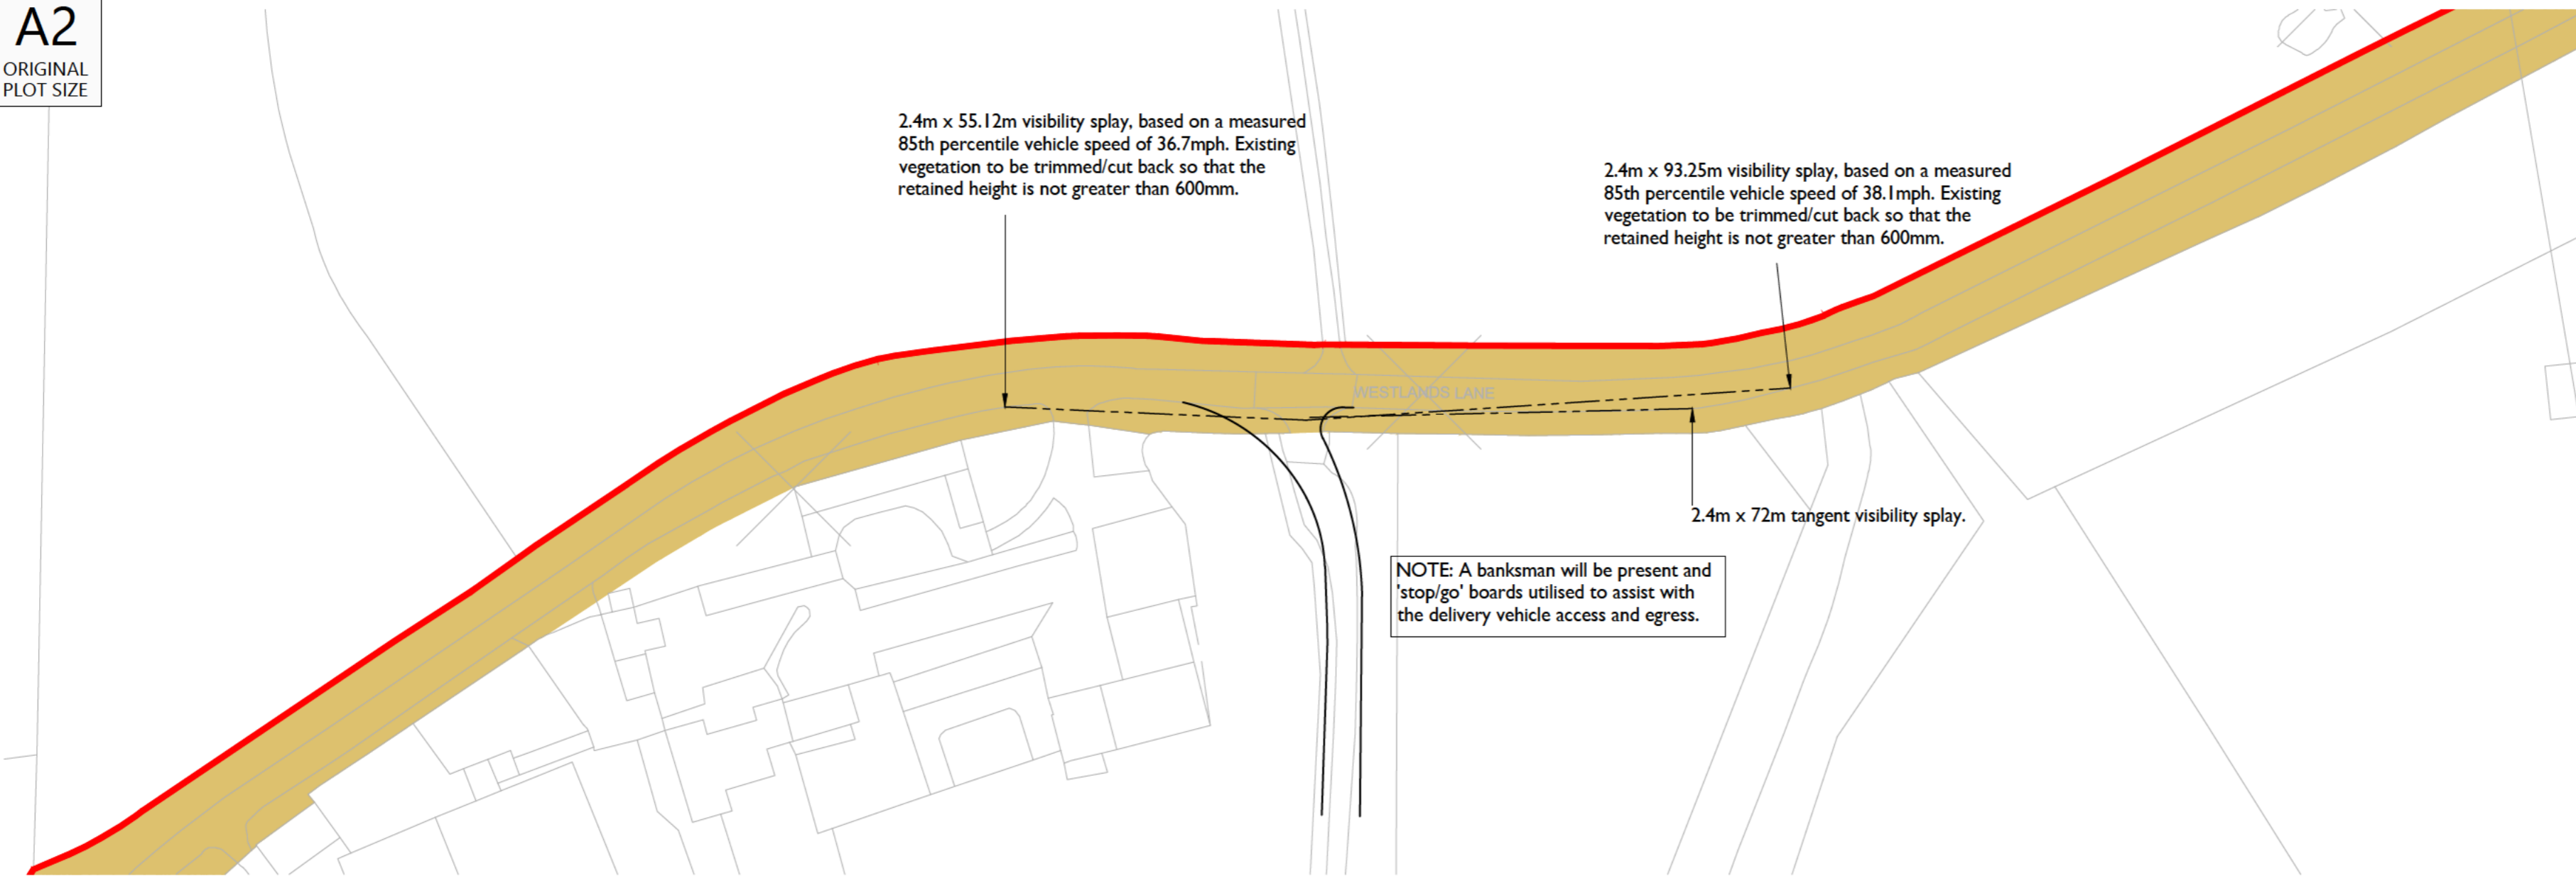 A2
ORIGINAL
PLOT SIZE
2.4m x 55.12m visibility splay, based on a measured
85th percentile vehicle speed of 36.7mph. Existing
vegetation to be trimmed/cut back so that the
retained height is not greater than 600mm.
2.4m x 93.25m visibility splay, based on a measured
85th percentile vehicle speed of 38.1mph. Existing
vegetation to be trimmed/cut back so that the
retained height is not greater than 600mm.
WESTLANDS LANE
2.4m x 72m tangent visibility splay.
NOTE: A banksman will be present and
'stop/go' boards utilised to assist with
the delivery vehicle access and egress.